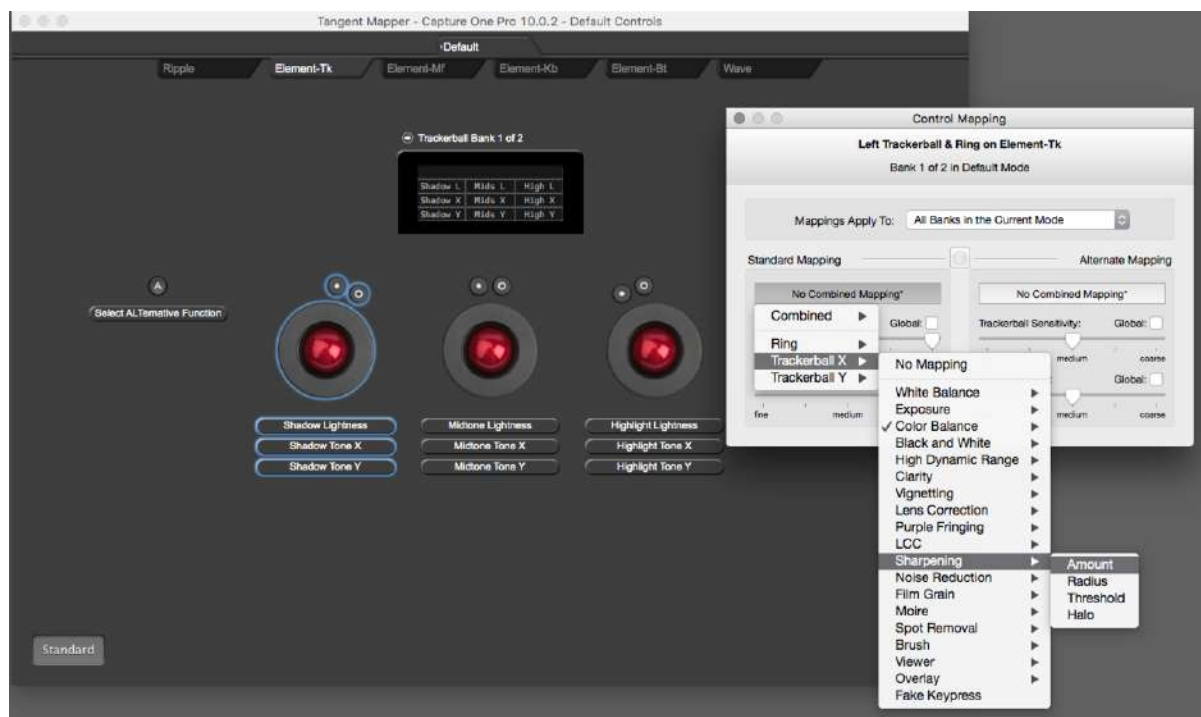 Tangent Mapper - Capture One Pro 10.0.2 - Default Controls
Default
Ripple Element-Tk Element-Mf Element-Kb Element-Bt Wave
Trackerball Bank 1 of 2
Shadow L Mids L High L
Shadow X Mids X High X
Shadow Y Mids Y High Y
A
Select ALTernative Function
Shadow Lightness Midtone Lightness Highlight Lightness
Shadow Tone X Midtone Tone X Highlight Tone X
Shadow Tone Y Midtone Tone Y Highlight Tone Y
Standard
Control Mapping
Left Trackerball & Ring on Element-Tk
Bank 1 of 2 in Default Mode
Mappings Apply To: All Banks in the Current Mode
Standard Mapping Alternate Mapping
No Combined Mapping* No Combined Mapping*
Global: Trackerball Sensitivity: Global:
medium coarse
Global:
fine medium medium coarse
Combined
Ring
Trackerball X
Trackerball Y
No Mapping
White Balance
Exposure
✓ Color Balance
Black and White
High Dynamic Range
Clarity
Vignetting
Lens Correction
Purple Fringing
LCC
Sharpening
Noise Reduction
Film Grain
Moire
Spot Removal
Brush
Viewer
Overlay
Fake Keypress
Amount
Radius
Threshold
Halo